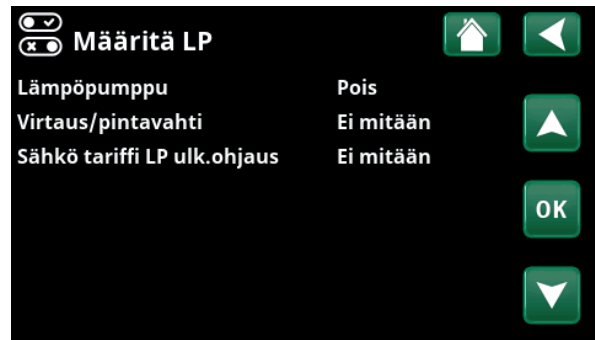 Määritä LP
Lämpöpumppu Pois
Virtaus/pintavahti Ei mitään
Sähkö tariffi LP ulk.ohjaus Ei mitään
OK